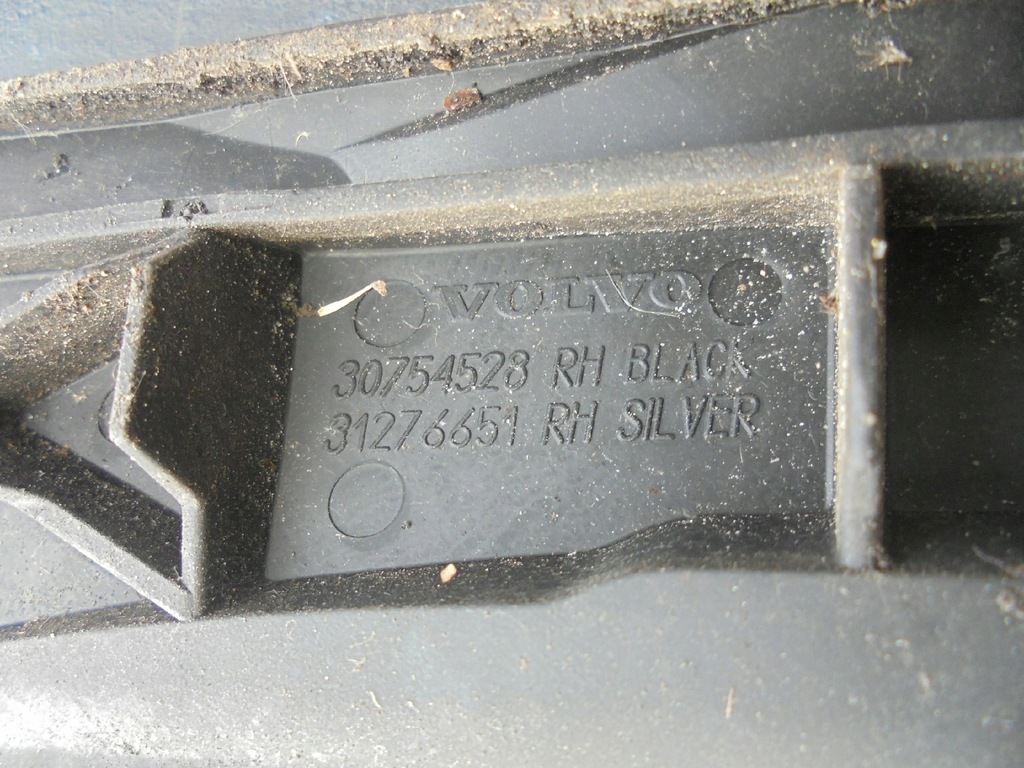 VOLVO
30754528 RH BLACK
31276651 RH SILVER